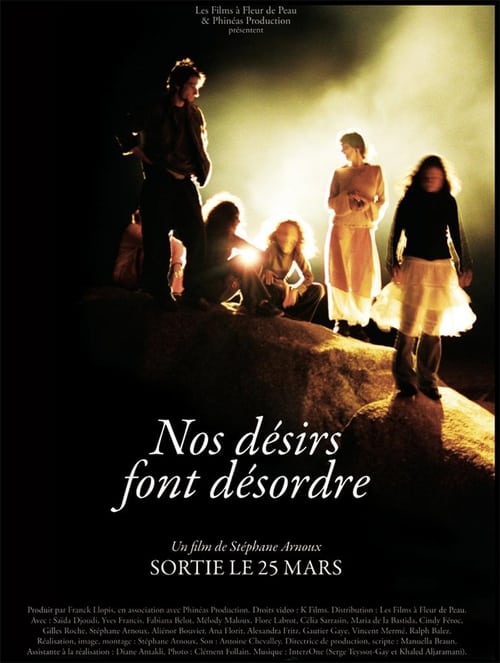 Les Films à Fleur de Peau
& Phinéas Production
présentent
Nos désirs
font désordre
Un film de Stéphane Arnoux
SORTIE LE 25 MARS
Produit par Franck Llopis, en association avec Phinéas Production. Droits video : K Films. Distribution : Les Films à Fleur de Peau.
Avec : Saïda Djoudi, Yves Francis, Fabiana Belot, Mélody Maloux, Flore Labrot, Célia Sarrasin, Maria de la Bastida, Cindy Féroc,
Gilles Roche, Stéphane Arnoux, Aliénor Bouvier, Ana Florit, Alexandra Fritz, Gautier Gaye, Vincent Mermé, Ralph Balez.
Réalisation, image, montage : Stéphane Arnoux, Son : Antoine Chevalley. Directrice de production, scripte : Manuella Braun.
Assistante à la réalisation : Diane Antaldi. Photo : Clément Follain. Musique : InterOne (Serge Teyssot-Gay et Khaled Aljaramani).